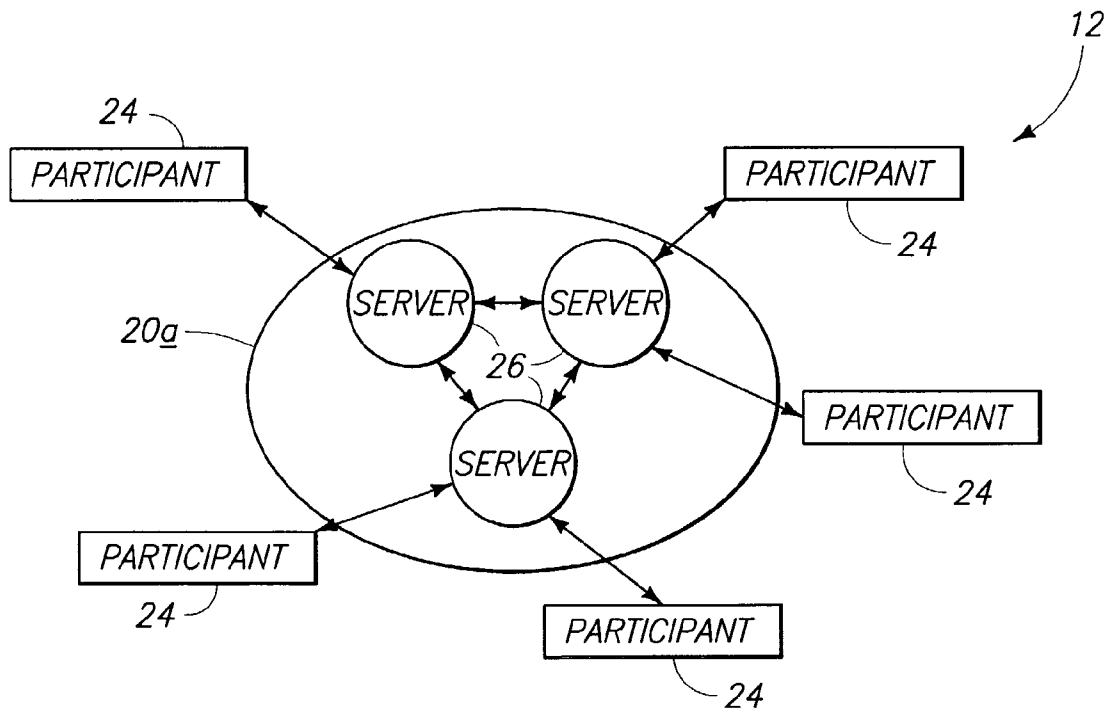 12
24
PARTICIPANT
PARTICIPANT
24
SERVER
SERVER
20a
26
SERVER
PARTICIPANT
24
PARTICIPANT
24
PARTICIPANT
24